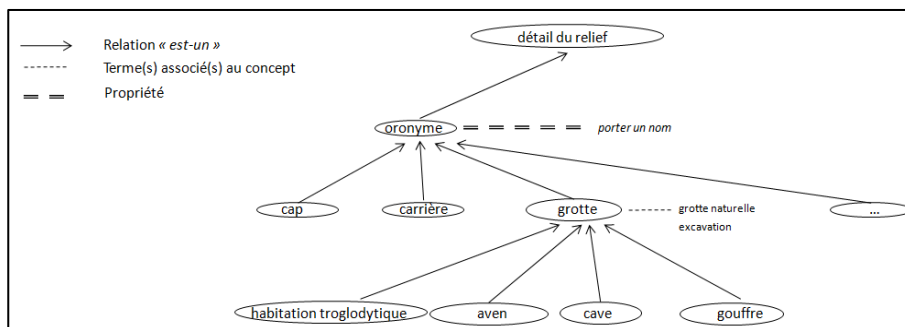 Relation « est-un »
Terme(s) associé(s) au concept
Propriété
détail du relief
oronyme
porter un nom
cap
carrière
grotte
grotte naturelle
excavation
...
habitation troglodytique
aven
cave
gouffre